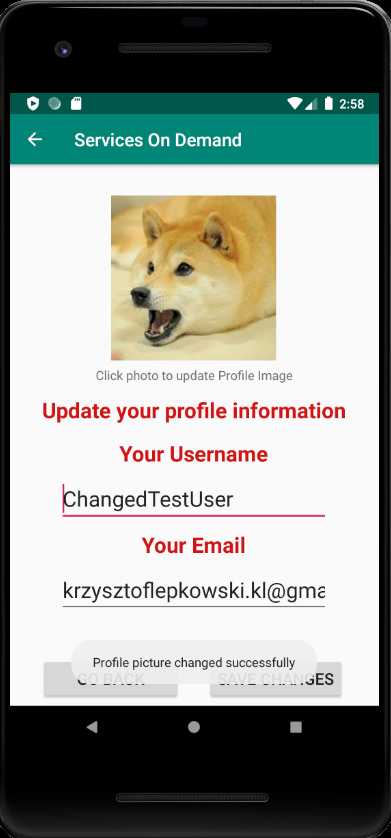 2:58
Services On Demand
Click photo to update Profile Image
Update your profile information
Your Username
ChangedTestUser
Your Email
krzysztoflepkowski.kl@gma
Profile picture changed successfully
GO BACK
SAVE CHANGES